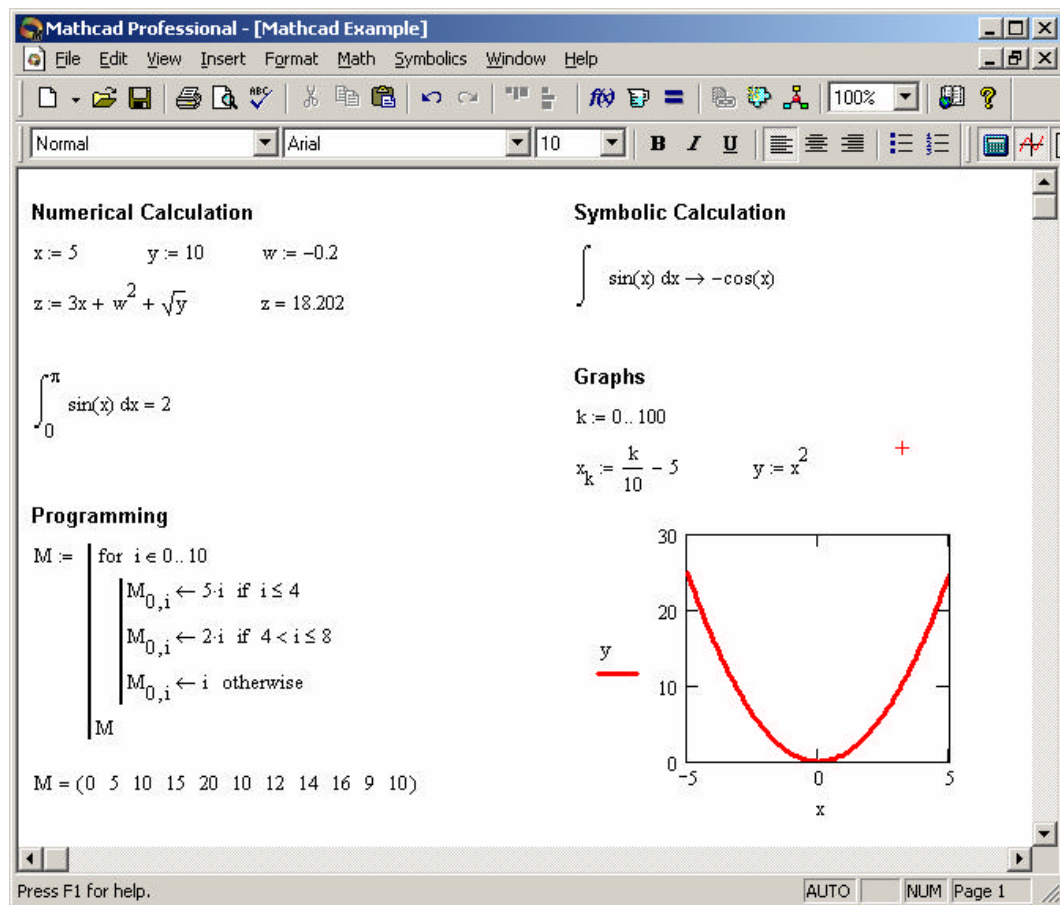 Mathcad Professional - [Mathcad Example]
File Edit View Insert Format Math Symbolics Window Help
ABC f(x) = 100% ?
Normal Arial 10 B I U
Numerical Calculation
x := 5 y := 10 w := −0.2
z := 3x + w² + √y z = 18.202
∫₀^π sin(x) dx = 2
Programming
M := for i ∈ 0.. 10
M0,i ← 5·i if i ≤ 4
M0,i ← 2·i if 4 < i ≤ 8
M0,i ← i otherwise
M
M = (0 5 10 15 20 10 12 14 16 9 10)
Symbolic Calculation
∫ sin(x) dx → −cos(x)
Graphs
k := 0.. 100
xk := k/10 − 5 y := x²
30
20
y
10
0
−5 0 5
x
Press F1 for help. AUTO NUM Page 1